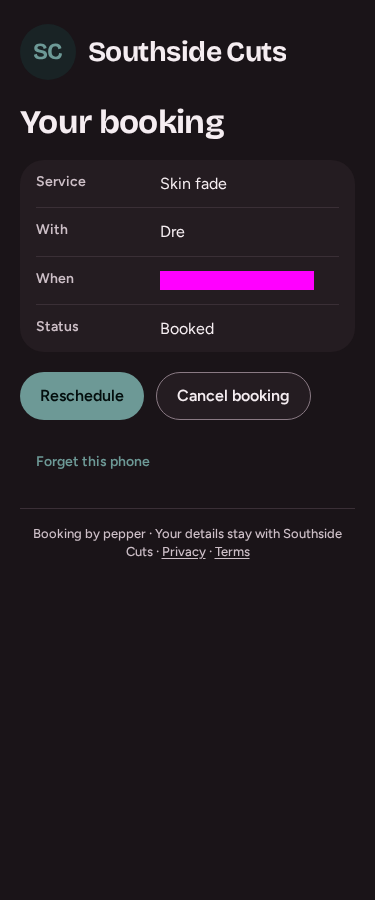 SC
Southside Cuts
Your booking
Service Skin fade
With Dre
When
Status Booked
Reschedule
Cancel booking
Forget this phone
Booking by pepper · Your details stay with Southside
Cuts · Privacy · Terms